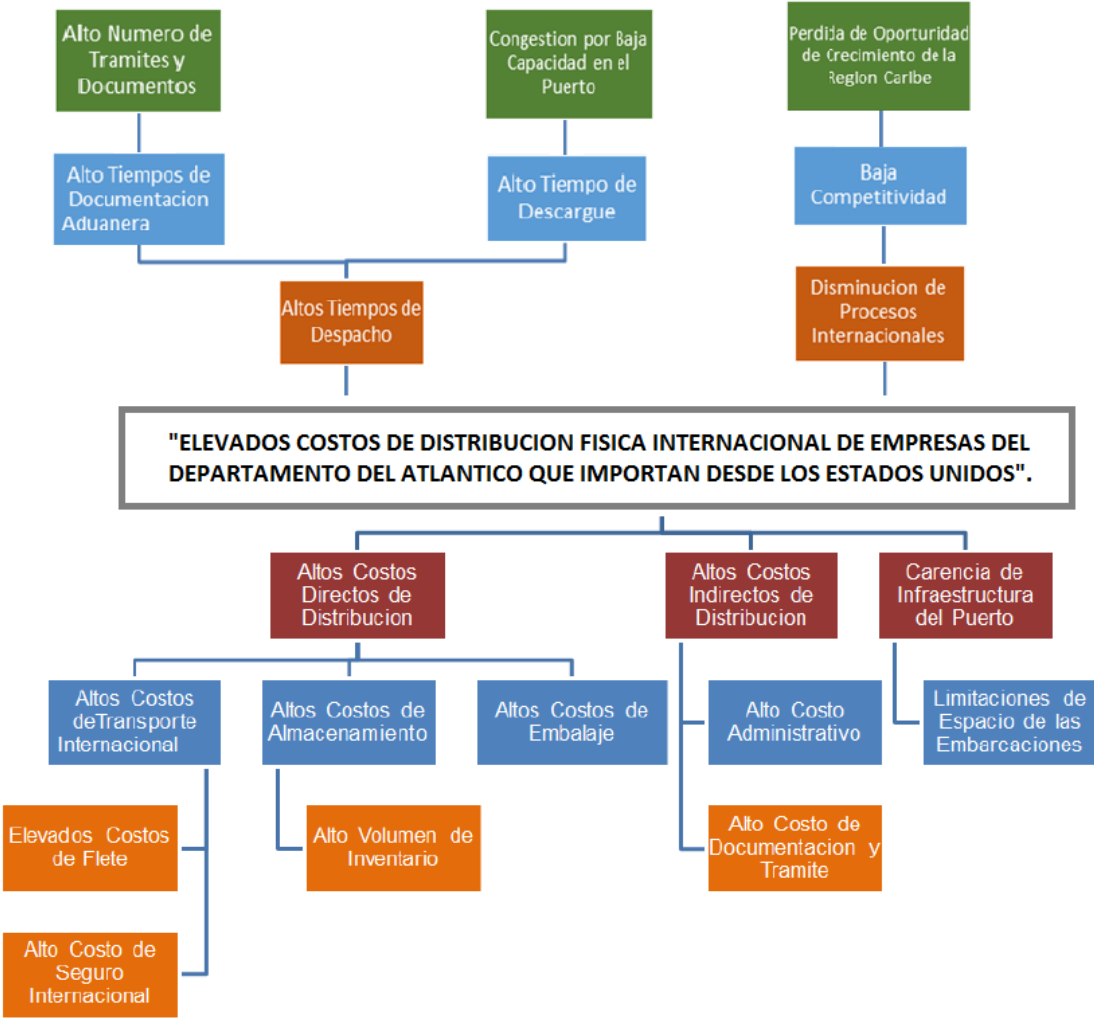 Alto Numero de
Tramites y
Documentos
Congestion por Baja
Capacidad en el
Puerto
Perdida de Oportunidad
de Crecimiento de la
Region Caribe
Alto Tiempos de
Documentacion
Aduanera
Alto Tiempo de
Descargue
Baja
Competitividad
Altos Tiempos de
Despacho
Disminucion de
Procesos
Internacionales
"ELEVADOS COSTOS DE DISTRIBUCION FISICA INTERNACIONAL DE EMPRESAS DEL
DEPARTAMENTO DEL ATLANTICO QUE IMPORTAN DESDE LOS ESTADOS UNIDOS".
Altos Costos
Directos de
Distribucion
Altos Costos
Indirectos de
Distribucion
Carencia de
Infraestructura
del Puerto
Altos Costos
deTransporte
Internacional
Altos Costos de
Almacenamiento
Altos Costos de
Embalaje
Alto Costo
Administrativo
Limitaciones de
Espacio de las
Embarcaciones
Elevados Costos
de Flete
Alto Volumen de
Inventario
Alto Costo de
Documentacion y
Tramite
Alto Costo de
Seguro
Internacional